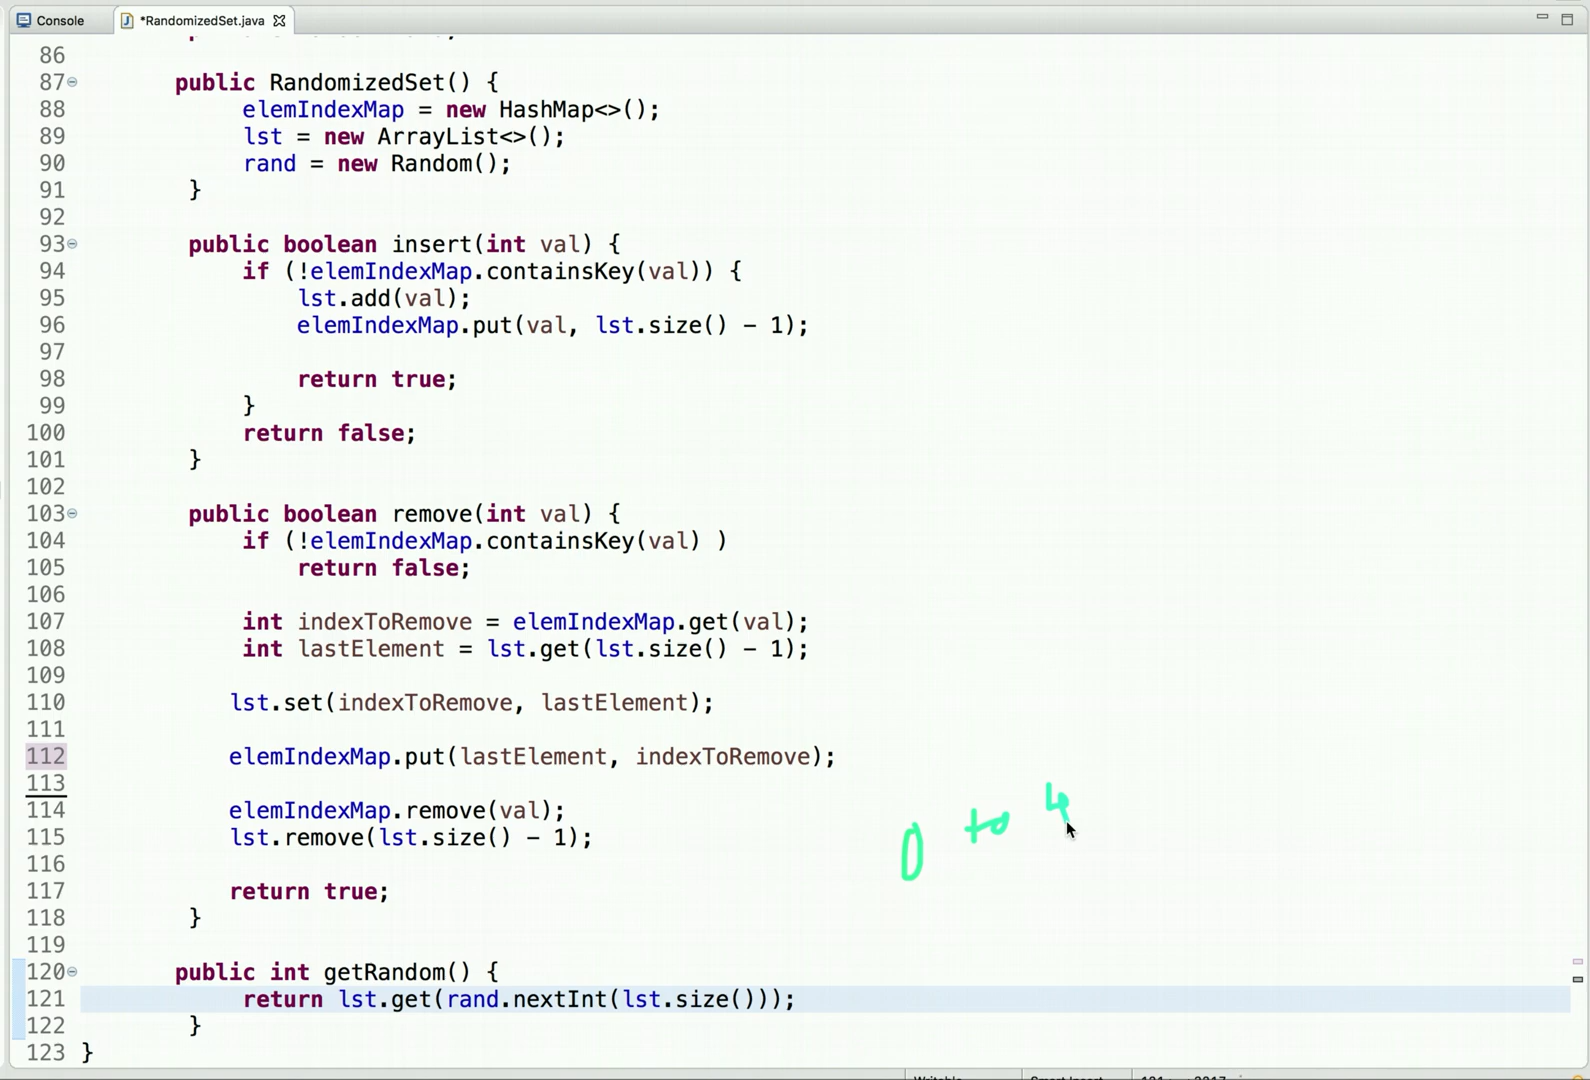 Console *RandomizedSet.java
86
87 public RandomizedSet() {
88 elemIndexMap = new HashMap<>();
89 lst = new ArrayList<>();
90 rand = new Random();
91 }
92
93 public boolean insert(int val) {
94 if (!elemIndexMap.containsKey(val)) {
95 lst.add(val);
96 elemIndexMap.put(val, lst.size() - 1);
97
98 return true;
99 }
100 return false;
101 }
102
103 public boolean remove(int val) {
104 if (!elemIndexMap.containsKey(val) )
105 return false;
106
107 int indexToRemove = elemIndexMap.get(val);
108 int lastElement = lst.get(lst.size() - 1);
109
110 lst.set(indexToRemove, lastElement);
111
112 elemIndexMap.put(lastElement, indexToRemove);
113
114 elemIndexMap.remove(val);
115 lst.remove(lst.size() - 1);
0 to 4
116
117 return true;
118 }
119
120 public int getRandom() {
121 return lst.get(rand.nextInt(lst.size()));
122 }
123 }